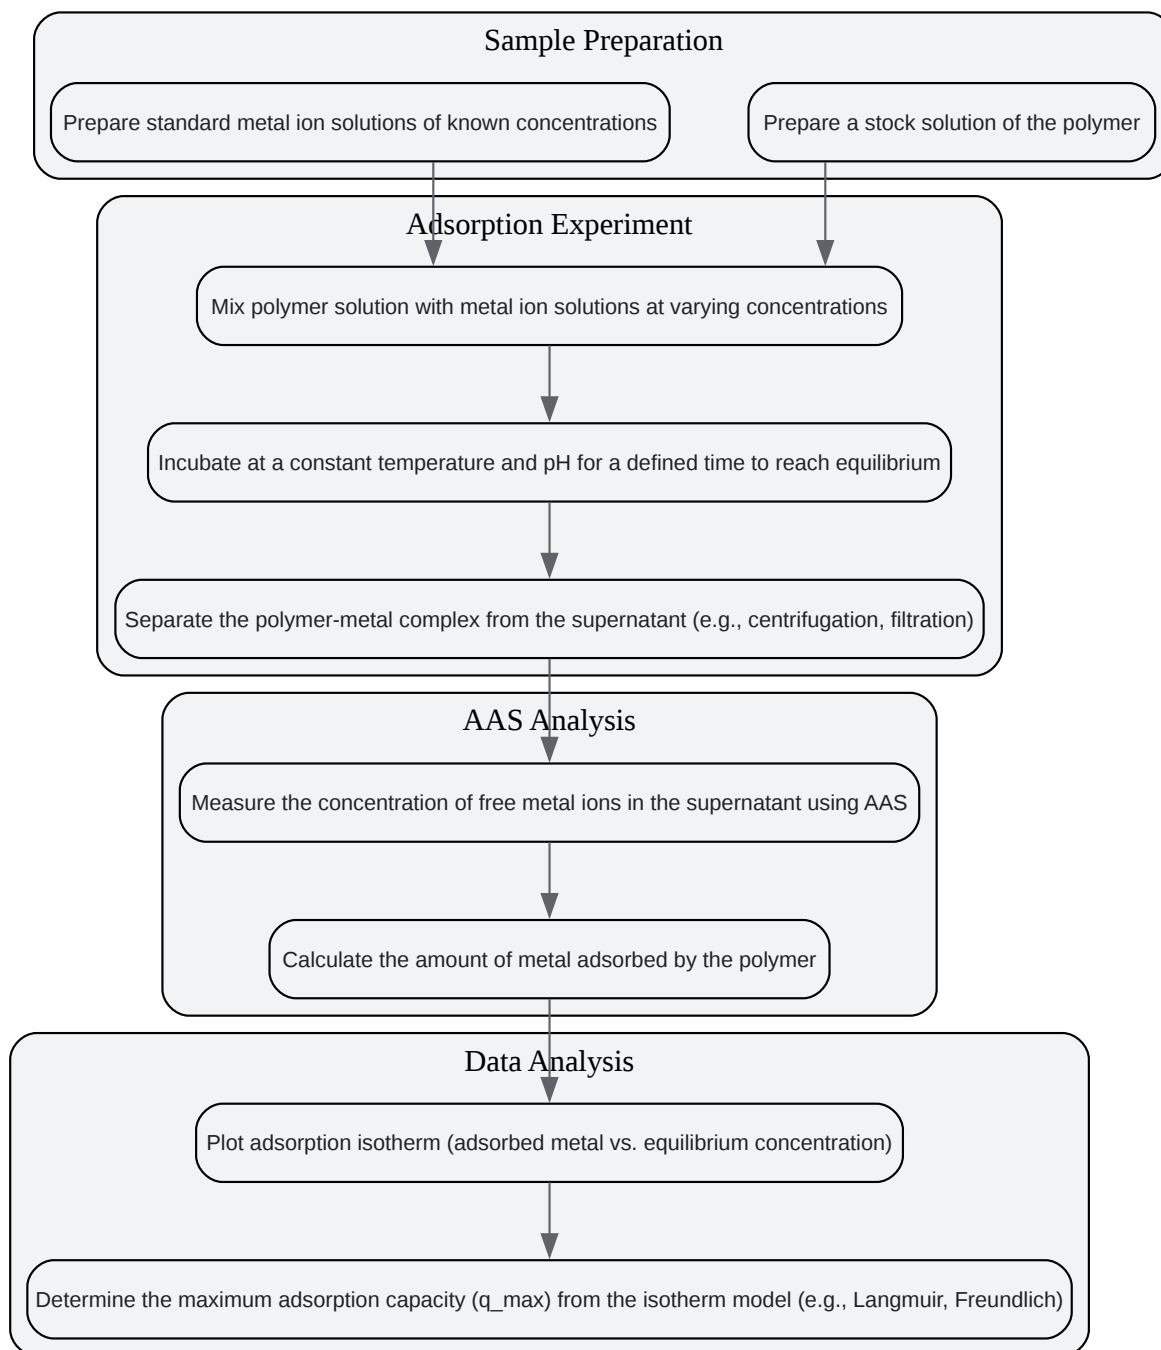 Sample Preparation
Prepare standard metal ion solutions of known concentrations
Prepare a stock solution of the polymer
Adsorption Experiment
Mix polymer solution with metal ion solutions at varying concentrations
Incubate at a constant temperature and pH for a defined time to reach equilibrium
Separate the polymer-metal complex from the supernatant (e.g., centrifugation, filtration)
AAS Analysis
Measure the concentration of free metal ions in the supernatant using AAS
Calculate the amount of metal adsorbed by the polymer
Data Analysis
Plot adsorption isotherm (adsorbed metal vs. equilibrium concentration)
Determine the maximum adsorption capacity (q_max) from the isotherm model (e.g., Langmuir, Freundlich)